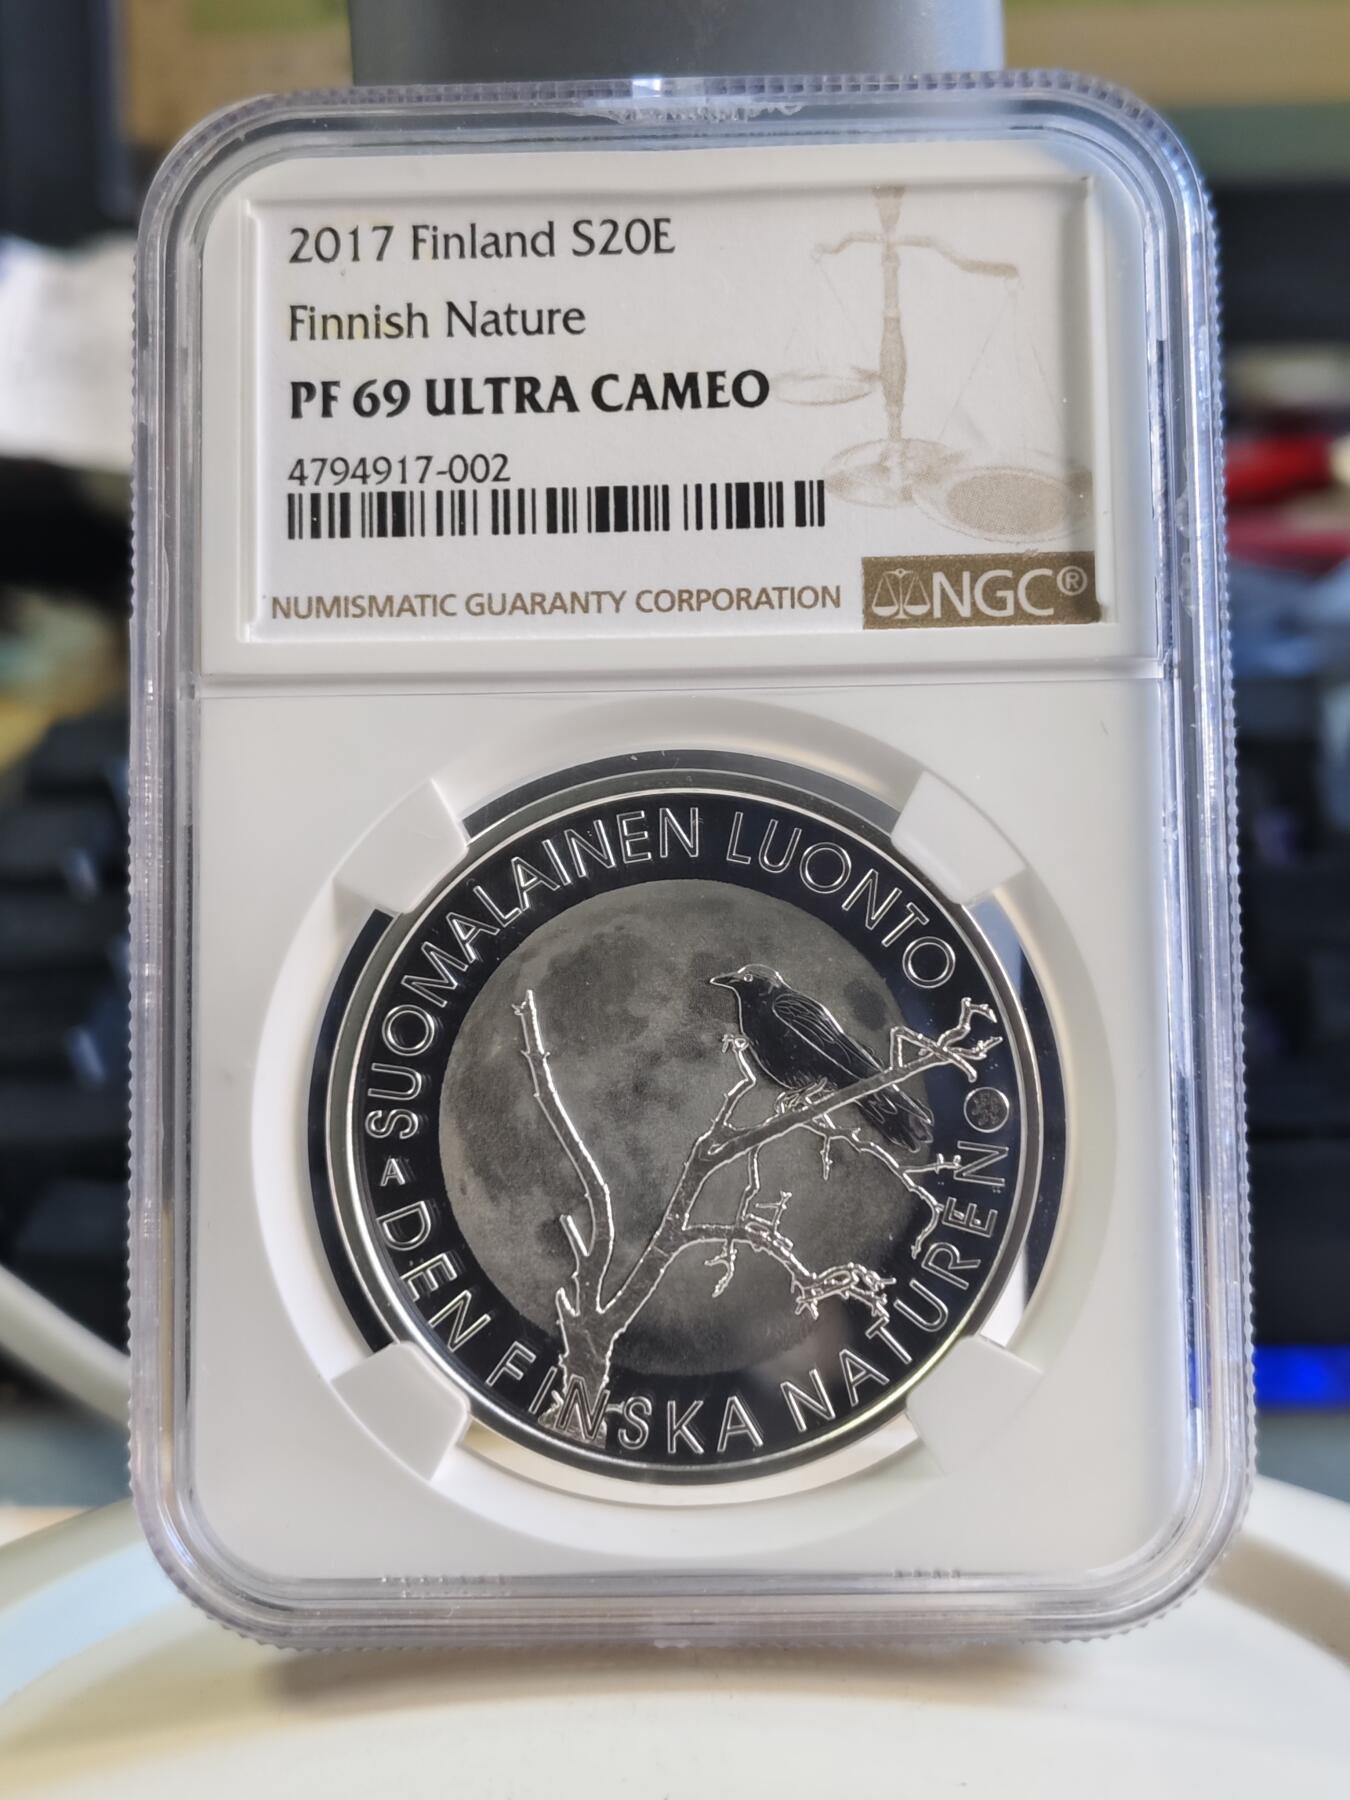 2017 Finland S20E
Finnish Nature
PF 69 ULTRA CAMEO
4794917-002
NUMISMATIC GUARANTY CORPORATION
NGC®
SUOMALAINEN LUONTO
A DEN FINSKA NATUREN